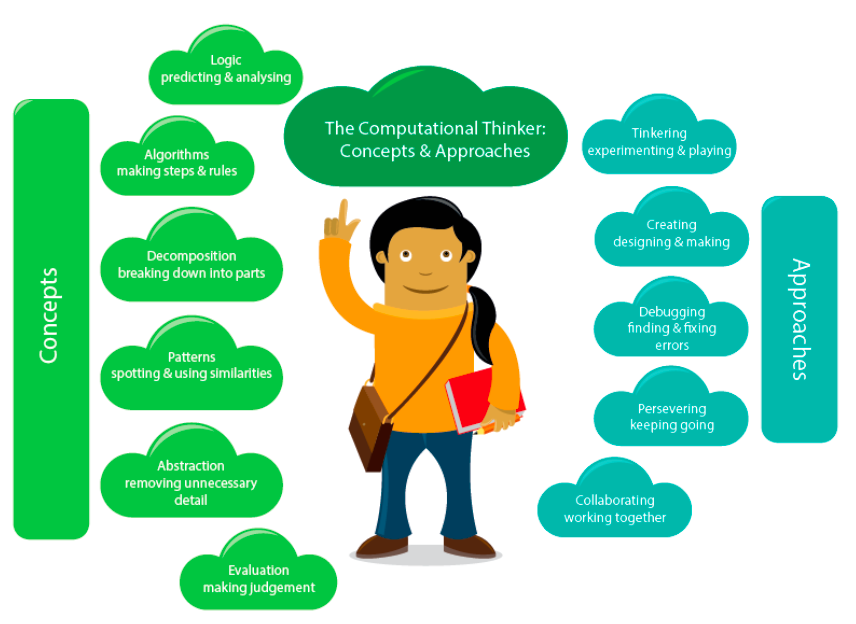 The Computational Thinker:
Concepts & Approaches
Concepts
Logic
predicting & analysing
Algorithms
making steps & rules
Decomposition
breaking down into parts
Patterns
spotting & using similarities
Abstraction
removing unnecessary
detail
Evaluation
making judgement
Approaches
Tinkering
experimenting & playing
Creating
designing & making
Debugging
finding & fixing
errors
Persevering
keeping going
Collaborating
working together